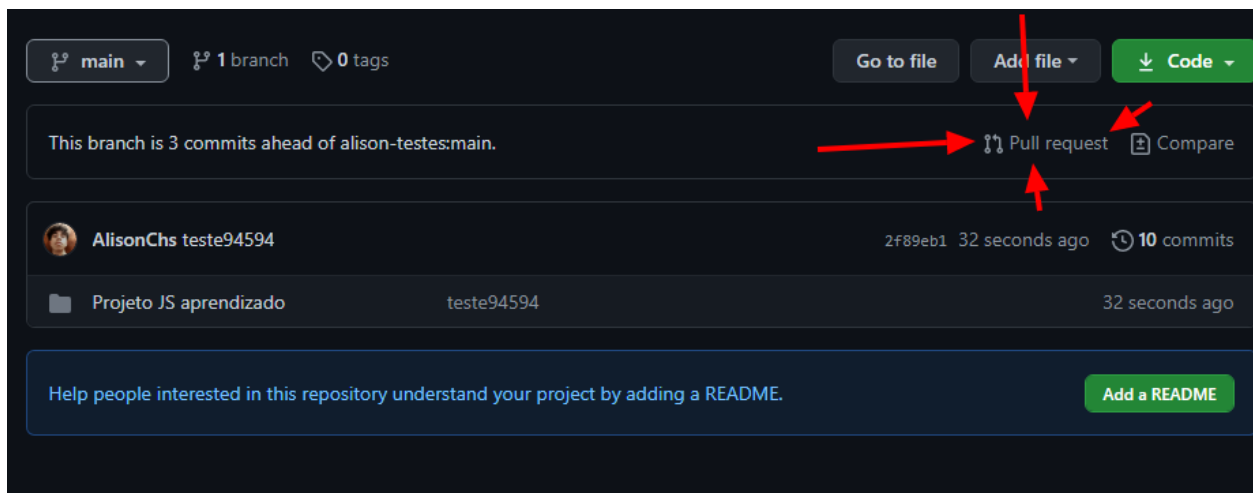 main 1 branch 0 tags Go to file Add file Code
This branch is 3 commits ahead of alison-testes:main. Pull request Compare
AlisonChs teste94594 2f89eb1 32 seconds ago 10 commits
Projeto JS aprendizado teste94594 32 seconds ago
Help people interested in this repository understand your project by adding a README. Add a README